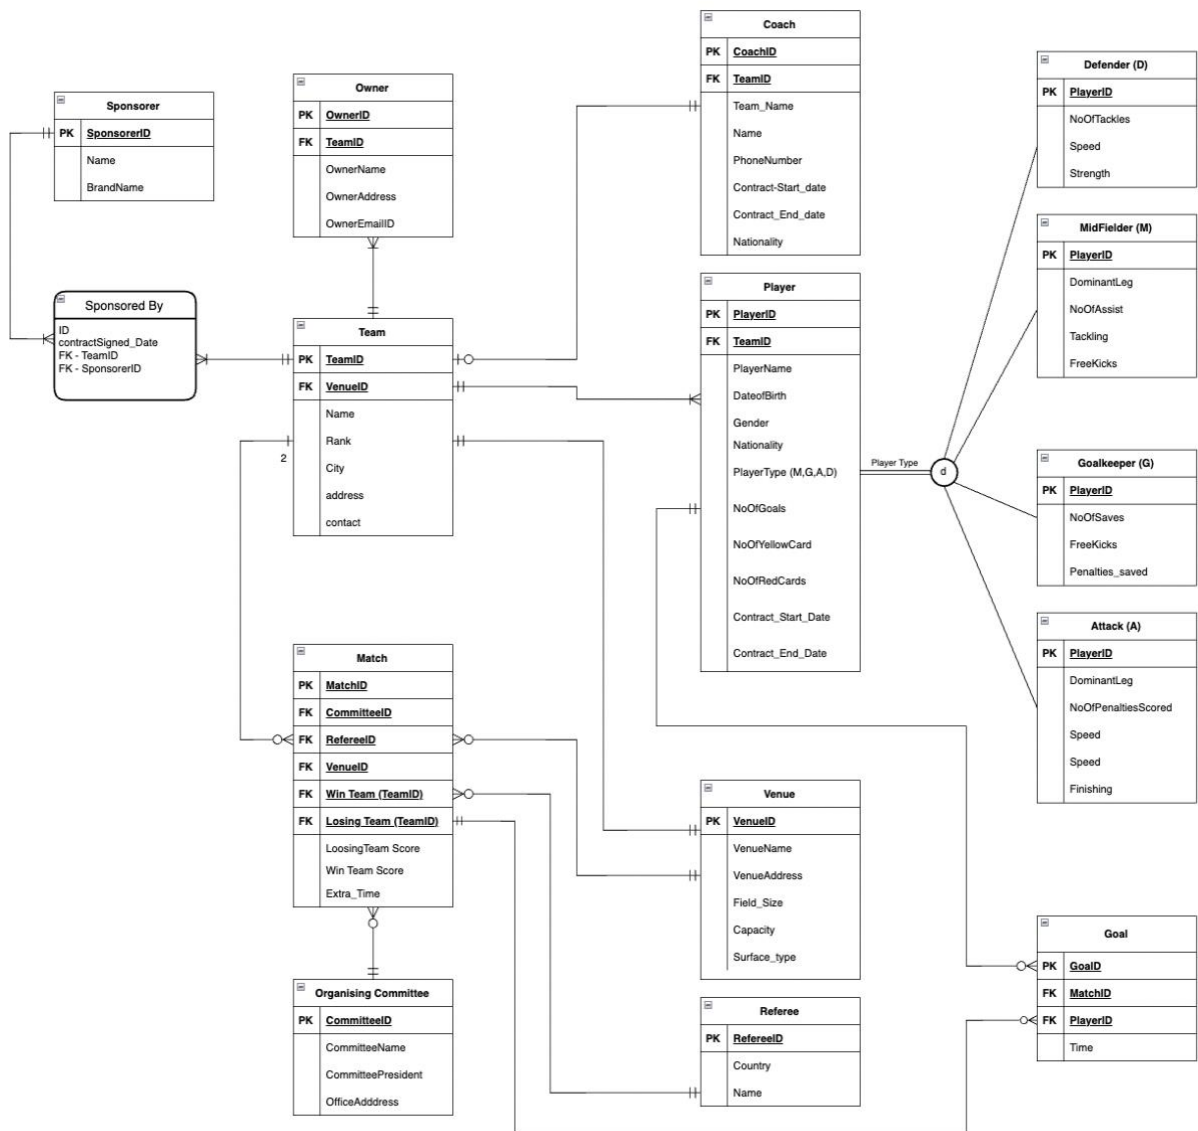 Coach
PK CoachID
FK TeamID
Team_Name
Name
PhoneNumber
Contract-Start_date
Contract_End_date
Nationality
Defender (D)
PK PlayerID
NoOfTackles
Speed
Strength
Owner
PK OwnerID
FK TeamID
OwnerName
OwnerAddress
OwnerEmailID
Sponsorer
PK SponsorerID
Name
BrandName
MidFielder (M)
PK PlayerID
DominantLeg
NoOfAssist
Tackling
FreeKicks
Sponsored By
ID
contractSigned_Date
FK - TeamID
FK - SponsorerID
Team
PK TeamID
FK VenueID
Name
Rank
City
address
contact
2
Player
PK PlayerID
FK TeamID
PlayerName
DateofBirth
Gender
Nationality
PlayerType (M,G,A,D)
NoOfGoals
NoOfYellowCard
NoOfRedCards
Contract_Start_Date
Contract_End_Date
Player Type
d
Goalkeeper (G)
PK PlayerID
NoOfSaves
FreeKicks
Penalties_saved
Attack (A)
PK PlayerID
DominantLeg
NoOfPenaltiesScored
Speed
Speed
Finishing
Match
PK MatchID
FK CommitteeID
FK RefereeID
FK VenueID
FK Win Team (TeamID)
FK Losing Team (TeamID)
LoosingTeam Score
Win Team Score
Extra_Time
Venue
PK VenueID
VenueName
VenueAddress
Field_Size
Capacity
Surface_type
Goal
PK GoalD
FK MatchID
FK PlayerID
Time
Organising Committee
PK CommitteeID
CommitteeName
CommitteePresident
OfficeAdddress
Referee
PK RefereeID
Country
Name